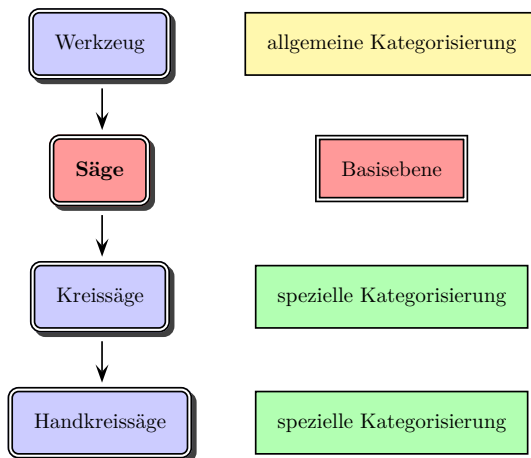 Werkzeug
allgemeine Kategorisierung
Säge
Basisebene
Kreissäge
spezielle Kategorisierung
Handkreissäge
spezielle Kategorisierung